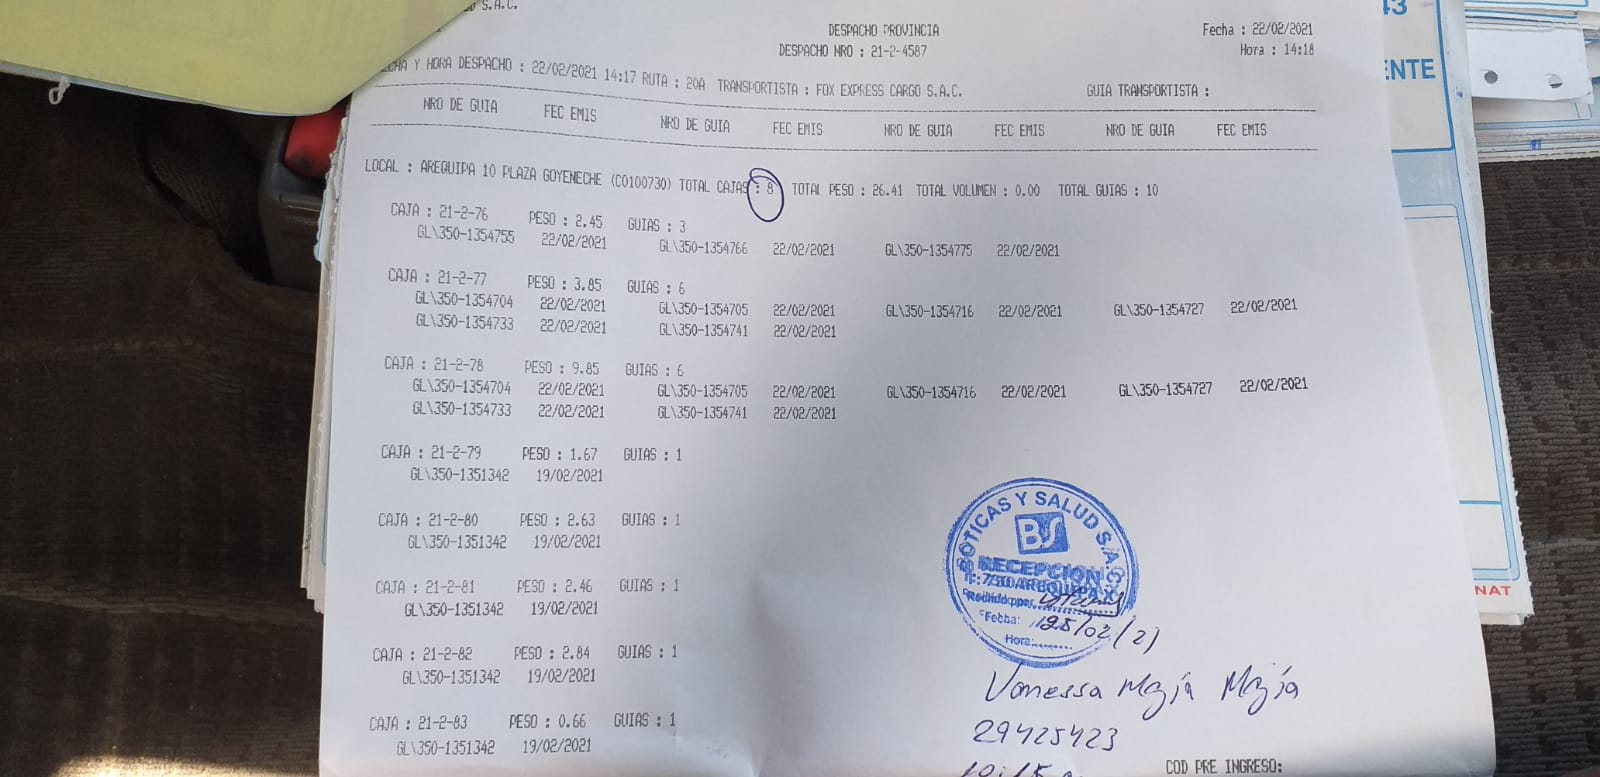 S.A.C.
DESPACHO PROVINCIA
Fecha : 22/02/2021
DESPACHO NRO : 21-2-4587
Hora : 14:18
Y HORA DESPACHO : 22/02/2021 14:17 RUTA : 20A TRANSPORTISTA : FOX EXPRESS CARGO S.A.C. GUIA TRANSPORTISTA :
NRO DE GUIA FEC EMIS NRO DE GUIA FEC EMIS NRO DE GUIA FEC EMIS NRO DE GUIA FEC EMIS
LOCAL : AREQUIPA 10 PLAZA GOYENECHE (C0100730) TOTAL CAJAS : 8 TOTAL PESO : 26.41 TOTAL VOLUMEN : 0.00 TOTAL GUIAS : 10
CAJA : 21-2-76 PESO : 2.45 GUIAS : 3
GL\350-1354755 22/02/2021 GL\350-1354766 22/02/2021 GL\350-1354775 22/02/2021
CAJA : 21-2-77 PESO : 3.85 GUIAS : 6
GL\350-1354704 22/02/2021 GL\350-1354705 22/02/2021 GL\350-1354716 22/02/2021 GL\350-1354727 22/02/2021
GL\350-1354733 22/02/2021 GL\350-1354741 22/02/2021
CAJA : 21-2-78 PESO : 9.85 GUIAS : 6
GL\350-1354704 22/02/2021 GL\350-1354705 22/02/2021 GL\350-1354716 22/02/2021 GL\350-1354727 22/02/2021
GL\350-1354733 22/02/2021 GL\350-1354741 22/02/2021
CAJA : 21-2-79 PESO : 1.67 GUIAS : 1
GL\350-1351342 19/02/2021
CAJA : 21-2-80 PESO : 2.63 GUIAS : 1
GL\350-1351342 19/02/2021
CAJA : 21-2-81 PESO : 2.46 GUIAS : 1
GL\350-1351342 19/02/2021
CAJA : 21-2-82 PESO : 2.84 GUIAS : 1
GL\350-1351342 19/02/2021
CAJA : 21-2-83 PESO : 0.66 GUIAS : 1
GL\350-1351342 19/02/2021
BOTICAS Y SALUD S.A.C.
BS
RECEPCION
AREQUIPA
Recibido por
Fecha: 25/02/21
Hora:
Vanessa Mejía Mejía
29425423
10:15 a
COD PRE INGRESO:
43
ENTE
NAT